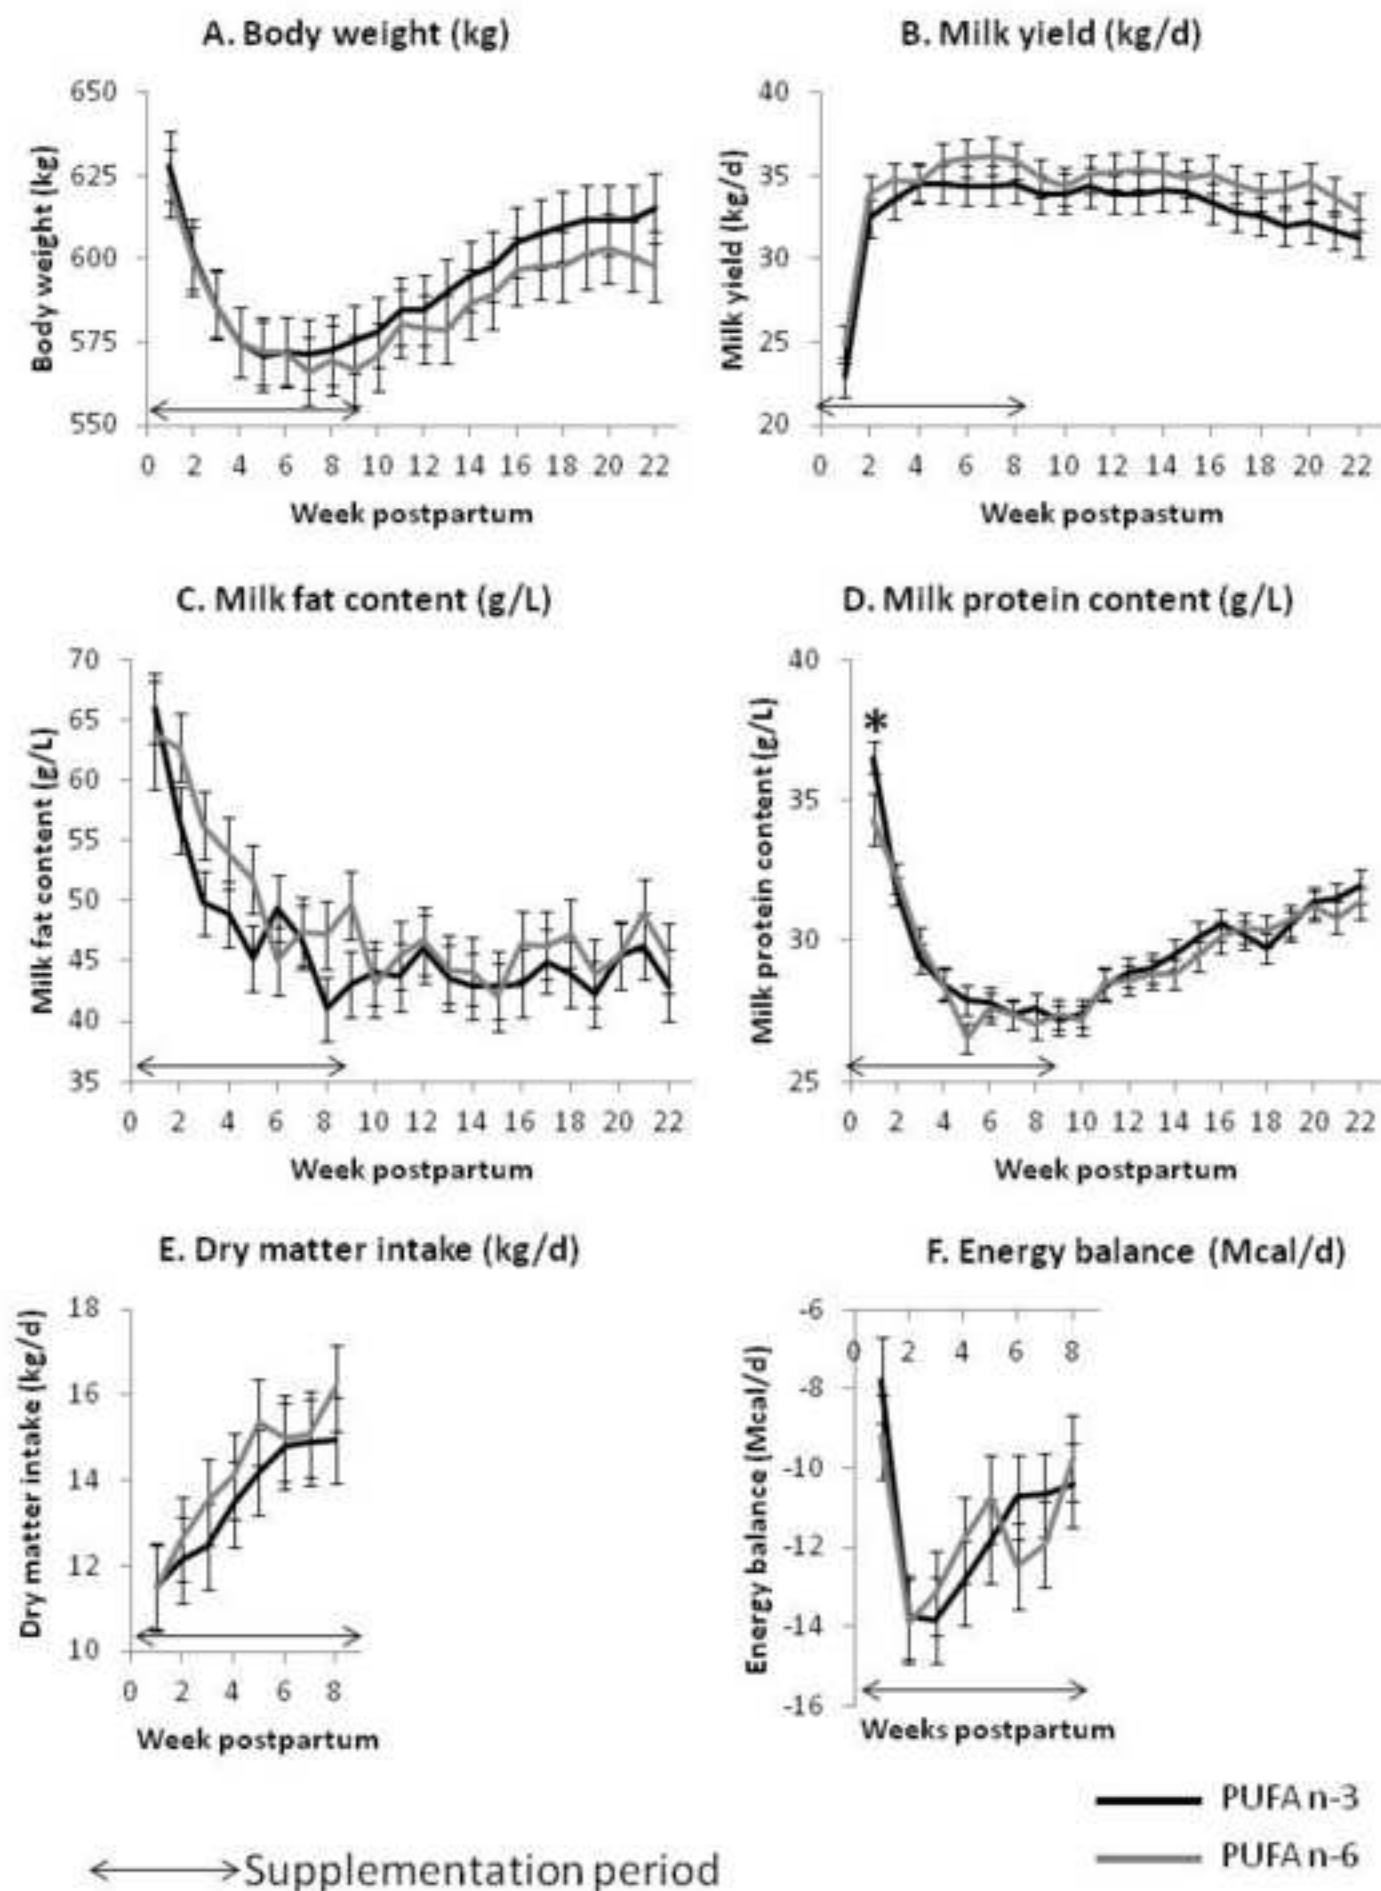 A. Body weight (kg)
Body weight (kg)
650
625
600
575
550
0 2 4 6 8 10 12 14 16 18 20 22
Week postpartum
B. Milk yield (kg/d)
Milk yield (kg/d)
40
35
30
25
20
0 2 4 6 8 10 12 14 16 18 20 22
Week postpastum
C. Milk fat content (g/L)
Milk fat content (g/L)
70
65
60
55
50
45
40
35
0 2 4 6 8 10 12 14 16 18 20 22
Week postpartum
D. Milk protein content (g/L)
Milk protein content (g/L)
40
35
30
25
*
0 2 4 6 8 10 12 14 16 18 20 22
Week postpartum
E. Dry matter intake (kg/d)
Dry matter intake (kg/d)
18
16
14
12
10
0 2 4 6 8
Week postpartum
F. Energy balance (Mcal/d)
Energy balance (Mcal/d)
-6
-8
-10
-12
-14
-16
0 2 4 6 8
Weeks postpartum
PUFA n-3
PUFA n-6
Supplementation period